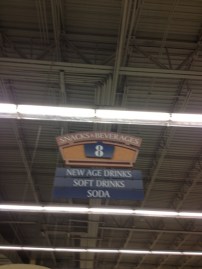 SNACKS & BEVERAGES
8
NEW AGE DRINKS
SOFT DRINKS
SODA